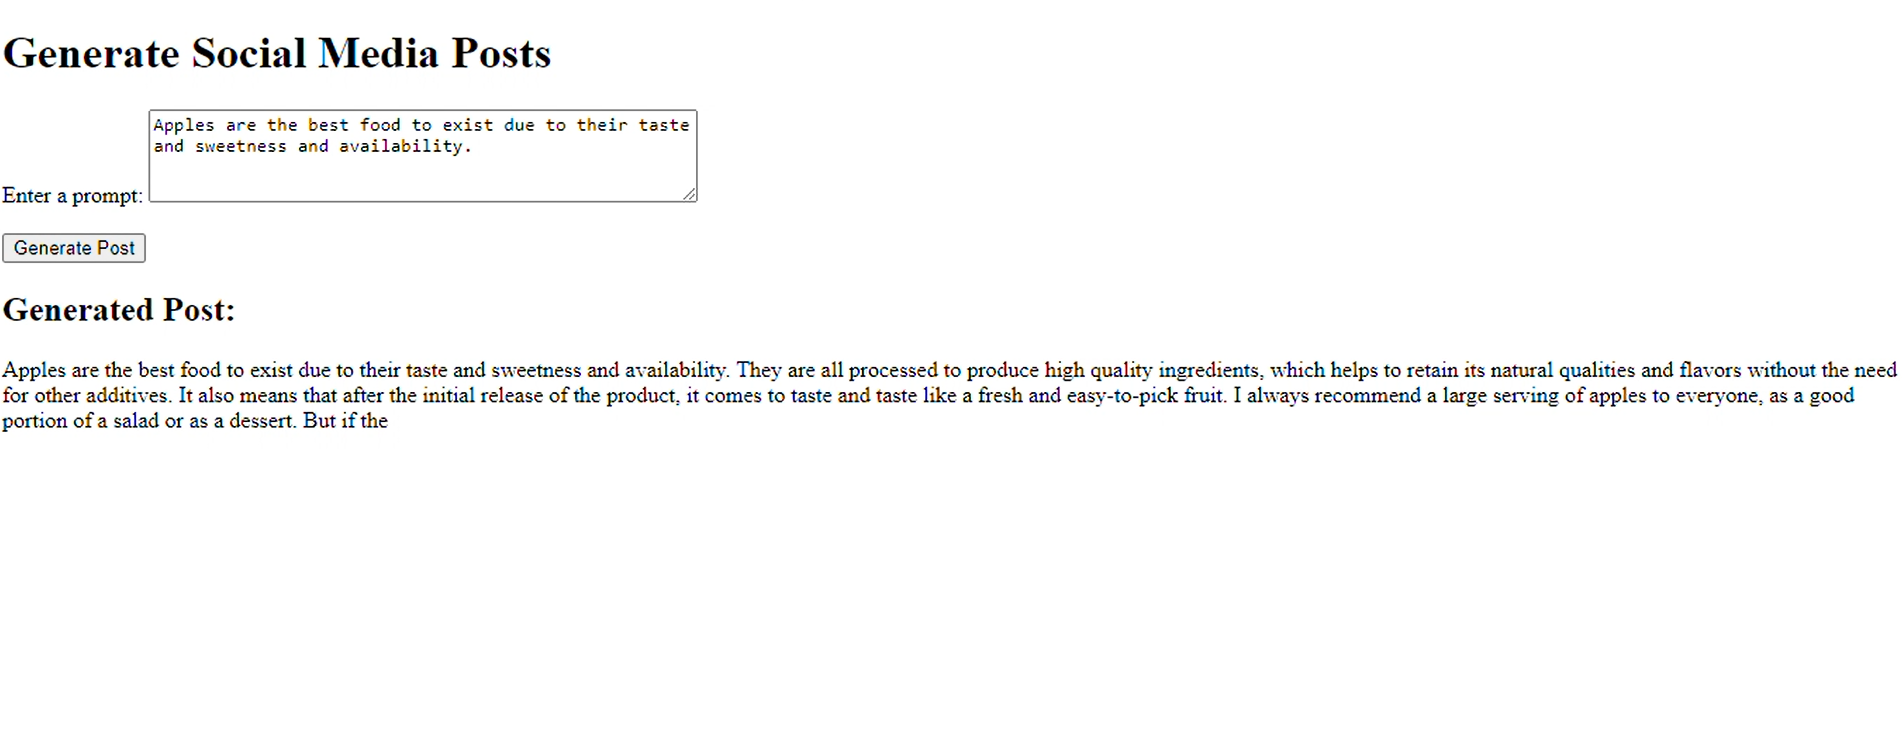 Generate Social Media Posts
Apples are the best food to exist due to their taste
and sweetness and availability.
Enter a prompt:
Generate Post
Generated Post:
Apples are the best food to exist due to their taste and sweetness and availability. They are all processed to produce high quality ingredients, which helps to retain its natural qualities and flavors without the need
for other additives. It also means that after the initial release of the product, it comes to taste and taste like a fresh and easy-to-pick fruit. I always recommend a large serving of apples to everyone, as a good
portion of a salad or as a dessert. But if the